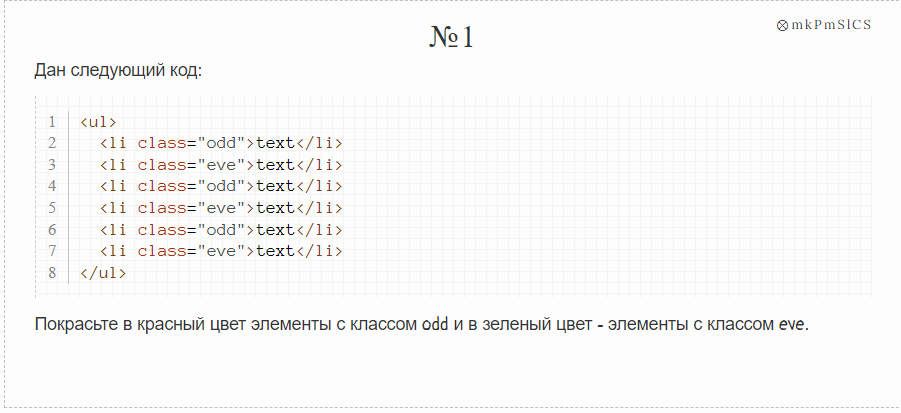 №1
⊗mkPmSlCS
Дан следующий код:
1 <ul>
2 <li class="odd">text</li>
3 <li class="eve">text</li>
4 <li class="odd">text</li>
5 <li class="eve">text</li>
6 <li class="odd">text</li>
7 <li class="eve">text</li>
8 </ul>
Покрасьте в красный цвет элементы с классом odd и в зеленый цвет - элементы с классом eve.